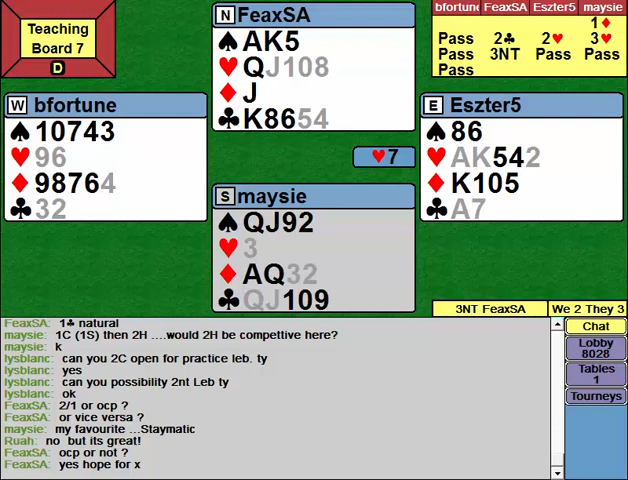 Teaching
Board 7
D
N FeaxSA
♠ AK5
♥ QJ108
♦ J
♣ K8654
bfortune FeaxSA Eszter5 maysie
1♦
Pass 2♣ 2♥ 3♥
Pass 3NT Pass Pass
Pass
W bfortune
♠ 10743
♥ 96
♦ 98764
♣ 32
♥7
E Eszter5
♠ 86
♥ AK542
♦ K105
♣ A7
S maysie
♠ QJ92
♥ 3
♦ AQ32
♣ QJ109
3NT FeaxSA We 2 They 3
FeaxSA: 1♣ natural
maysie: 1C (1S) then 2H ....would 2H be compettive here?
maysie: k
lysblanc: can you 2C open for practice leb. ty
lysblanc: yes
lysblanc: can you possibility 2nt Leb ty
lysblanc: ok
FeaxSA: 2/1 or ocp ?
FeaxSA: or vice versa ?
maysie: my favourite ...Staymatic
Ruah: no but its great!
FeaxSA: ocp or not ?
FeaxSA: yes hope for x
Chat
Lobby
8028
Tables
1
Tourneys